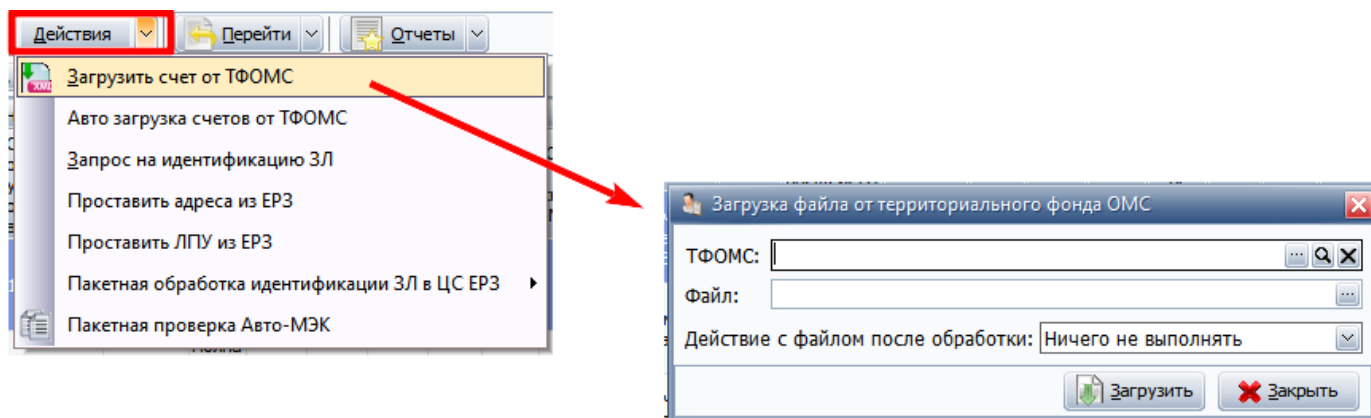 Действия Перейти Отчеты
Загрузить счет от ТФОМС
Авто загрузка счетов от ТФОМС
Запрос на идентификацию ЗЛ
Проставить адреса из ЕРЗ
Проставить ЛПУ из ЕРЗ
Пакетная обработка идентификации ЗЛ в ЦС ЕРЗ
Пакетная проверка Авто-МЭК
Загрузка файла от территориального фонда ОМС
ТФОМС:
Файл:
Действие с файлом после обработки: Ничего не выполнять
Загрузить Закрыть